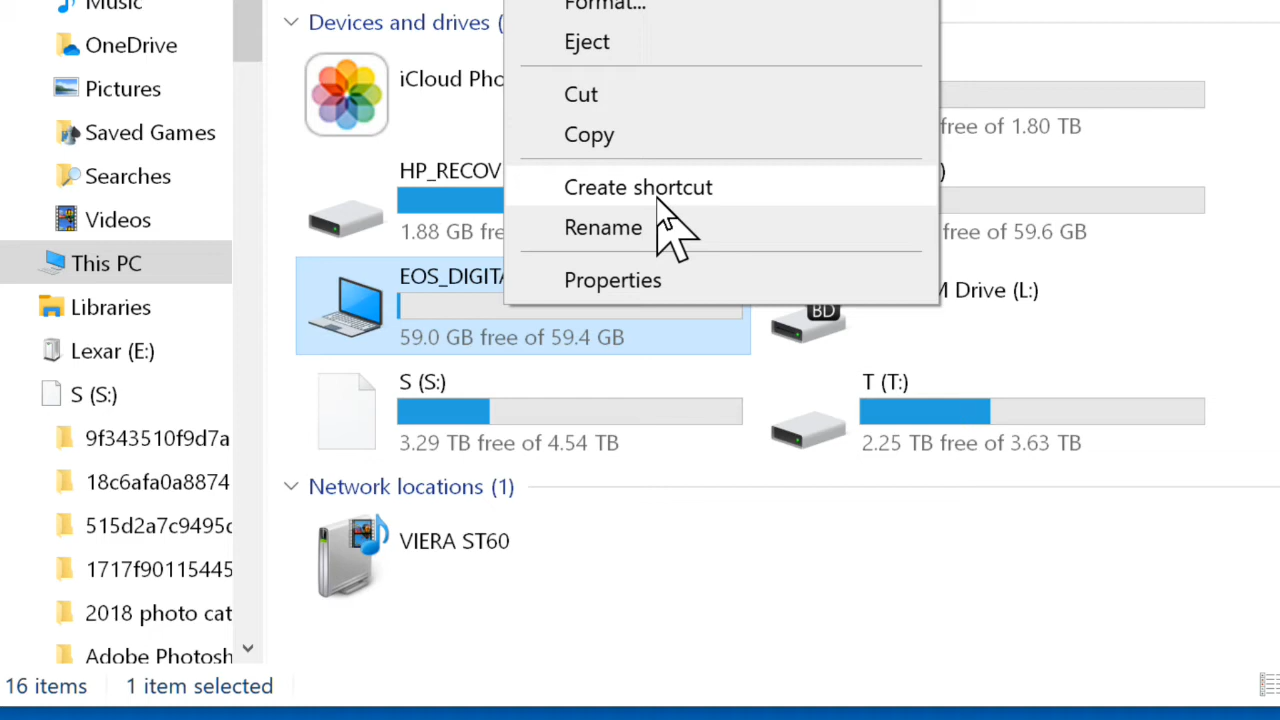 Music
OneDrive
Pictures
Saved Games
Searches
Videos
This PC
Libraries
Lexar (E:)
S (S:)
9f343510f9d7a
18c6afa0a8874
515d2a7c9495c
1717f90115445
2018 photo cat
Adobe Photosh
Devices and drives (
iCloud Pho
free of 1.80 TB
HP_RECOV
)
1.88 GB fre
free of 59.6 GB
EOS_DIGITA
M Drive (L:)
BD
59.0 GB free of 59.4 GB
S (S:)
3.29 TB free of 4.54 TB
T (T:)
2.25 TB free of 3.63 TB
Network locations (1)
VIERA ST60
Format...
Eject
Cut
Copy
Create shortcut
Rename
Properties
16 items
1 item selected